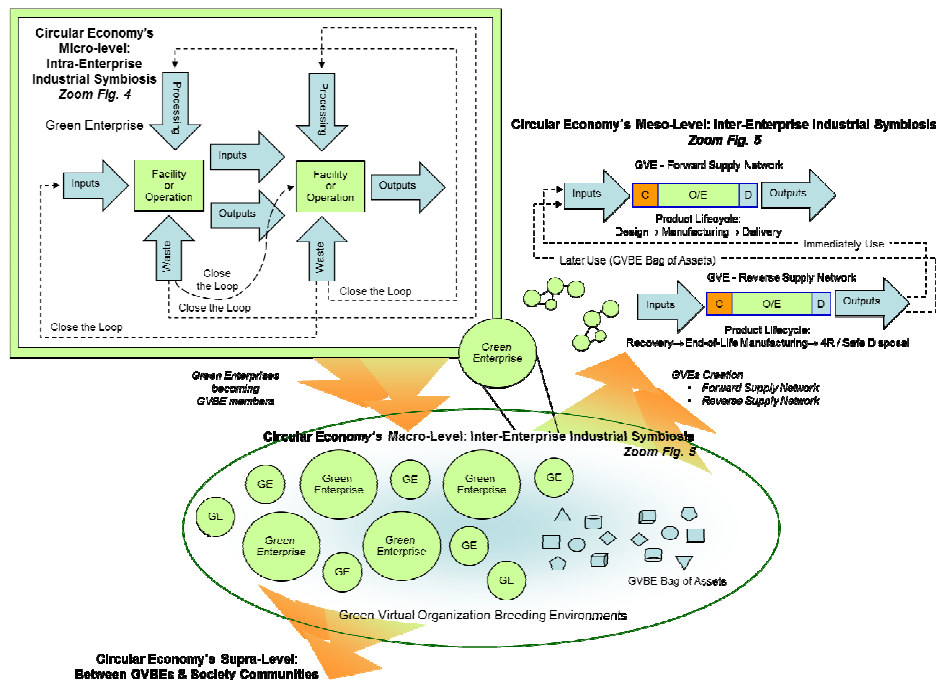 Circular Economy's
Micro-level:
Intra-Enterprise
Industrial Symbiosis
Zoom Fig. 4
Green Enterprise
Processing
Processing
Inputs
Facility
or
Operation
Inputs
Outputs
Facility
or
Operation
Outputs
Waste
Waste
Close
the Loop
Close the Loop
Close the Loop
Close the Loop
Circular Economy's Meso-Level: Inter-Enterprise Industrial Symbiosis
Zoom Fig. 5
GVE - Forward Supply Network
Inputs
C
O/E
D
Outputs
Product Lifecycle:
Design → Manufacturing → Delivery
Immediately Use
Later Use (GVBE Bag of Assets)
GVE - Reverse Supply Network
Inputs
C
O/E
D
Outputs
Product Lifecycle:
Recovery → End-of-Life Manufacturing → 4R / Safe Disposal
Green
Enterprise
Green Enterprises
becoming
GVBE members
GVEs Creation
• Forward Supply Network
• Reverse Supply Network
Circular Economy's Macro-Level: Inter-Enterprise Industrial Symbiosis
Zoom Fig.
GE
Green
Enterprise
GE
Green
Enterprise
GE
GE
Green
Enterprise
GE
Green
Enterprise
GE
GE
GVBE Bag of Assets
Green Virtual Organization Breeding Environments
Circular Economy's Supra-Level:
Between GVBEs & Society Communities